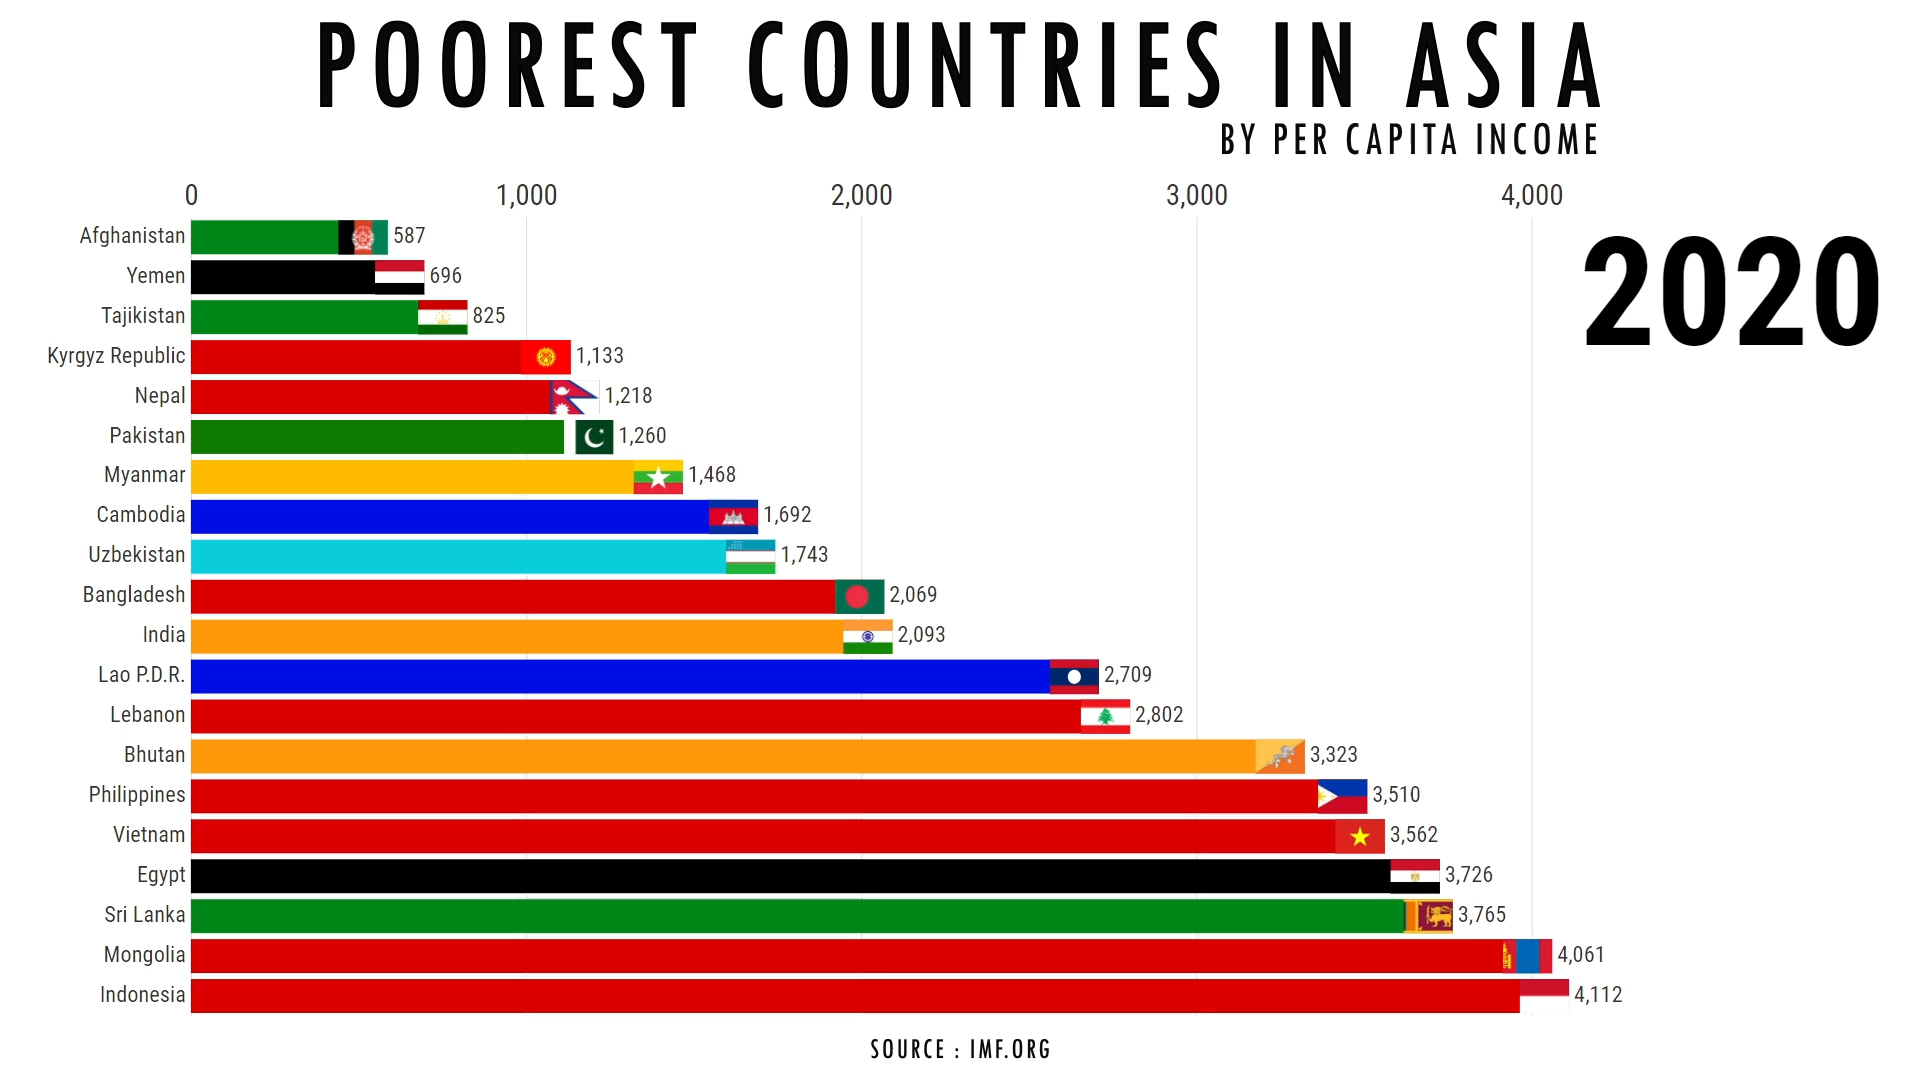 POOREST COUNTRIES IN ASIA
BY PER CAPITA INCOME
0 1,000 2,000 3,000 4,000
2020
Afghanistan 587
Yemen 696
Tajikistan 825
Kyrgyz Republic 1,133
Nepal 1,218
Pakistan 1,260
Myanmar 1,468
Cambodia 1,692
Uzbekistan 1,743
Bangladesh 2,069
India 2,093
Lao P.D.R. 2,709
Lebanon 2,802
Bhutan 3,323
Philippines 3,510
Vietnam 3,562
Egypt 3,726
Sri Lanka 3,765
Mongolia 4,061
Indonesia 4,112
SOURCE : IMF.ORG